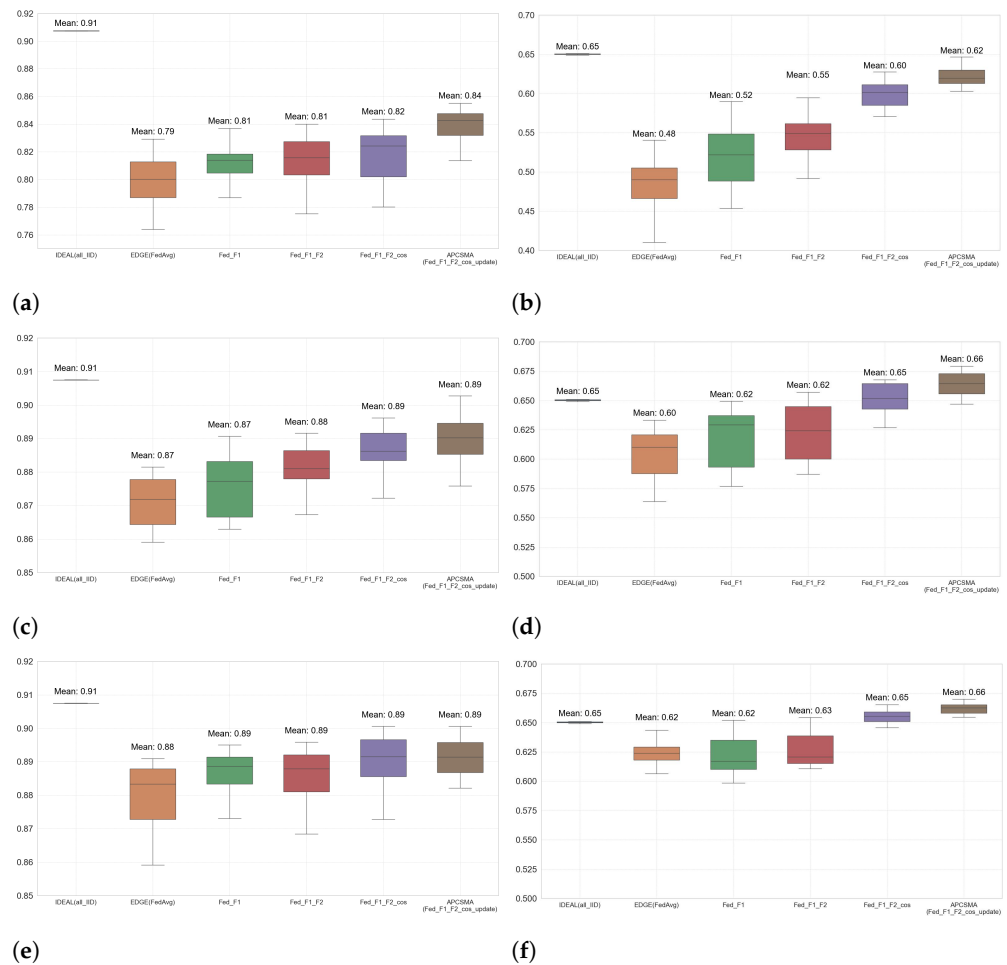 0.92
0.90
0.88
0.86
0.84
0.82
0.80
0.78
0.76
Mean: 0.91
Mean: 0.79
Mean: 0.81
Mean: 0.81
Mean: 0.82
Mean: 0.84
IDEAL(all_IID)
EDGE(FedAvg)
Fed_F1
Fed_F1_F2
Fed_F1_F2_cos
APCSMA
(Fed_F1_F2_cos_update)
(a)
0.70
0.65
0.60
0.55
0.50
0.45
0.40
Mean: 0.65
Mean: 0.48
Mean: 0.52
Mean: 0.55
Mean: 0.60
Mean: 0.62
IDEAL(all_IID)
EDGE(FedAvg)
Fed_F1
Fed_F1_F2
Fed_F1_F2_cos
APCSMA
(Fed_F1_F2_cos_update)
(b)
0.92
0.91
0.90
0.89
0.88
0.87
0.86
0.85
Mean: 0.91
Mean: 0.87
Mean: 0.87
Mean: 0.88
Mean: 0.89
Mean: 0.89
IDEAL(all_IID)
EDGE(FedAvg)
Fed_F1
Fed_F1_F2
Fed_F1_F2_cos
APCSMA
(Fed_F1_F2_cos_update)
(c)
0.700
0.675
0.650
0.625
0.600
0.575
0.550
0.525
0.500
Mean: 0.65
Mean: 0.60
Mean: 0.62
Mean: 0.62
Mean: 0.65
Mean: 0.66
IDEAL(all_IID)
EDGE(FedAvg)
Fed_F1
Fed_F1_F2
Fed_F1_F2_cos
APCSMA
(Fed_F1_F2_cos_update)
(d)
0.92
0.91
0.90
0.89
0.88
0.87
0.86
0.85
Mean: 0.91
Mean: 0.88
Mean: 0.89
Mean: 0.89
Mean: 0.89
Mean: 0.89
IDEAL(all_IID)
EDGE(FedAvg)
Fed_F1
Fed_F1_F2
Fed_F1_F2_cos
APCSMA
(Fed_F1_F2_cos_update)
(e)
0.700
0.675
0.650
0.625
0.600
0.575
0.550
0.525
0.500
Mean: 0.65
Mean: 0.62
Mean: 0.62
Mean: 0.63
Mean: 0.65
Mean: 0.66
IDEAL(all_IID)
EDGE(FedAvg)
Fed_F1
Fed_F1_F2
Fed_F1_F2_cos
APCSMA
(Fed_F1_F2_cos_update)
(f)